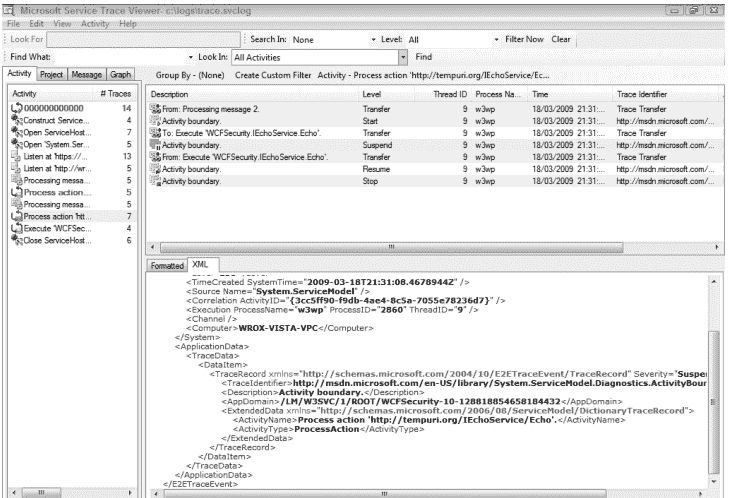 Microsoft Service Trace Viewer- c:\logs\trace.svclog
File Edit View Activity Help
Look For Search In: None Level: All Filter Now Clear
Find What: Look In: All Activities Find
Activity Project Message Graph
Group By - (None) Create Custom Filter Activity - Process action 'http://tempuri.org/IEchoService/Ec...
Activity # Traces
000000000000 14
Construct Service... 4
Open ServiceHost... 7
Open 'System.Ser... 5
Listen at 'https://... 13
Listen at 'http://wr... 5
Processing messa... 5
Process action... 5
Processing messa... 5
Process action 'htt... 7
Execute 'WCFSec... 4
Close ServiceHost... 6
Description Level Thread ID Process Na... Time Trace Identifier
From: Processing message 2. Transfer 9 w3wp 18/03/2009 21:31:... Trace Transfer
Activity boundary. Start 9 w3wp 18/03/2009 21:31:... http://msdn.microsoft.com/...
To: Execute 'WCFSecurity.IEchoService.Echo'. Transfer 9 w3wp 18/03/2009 21:31:... Trace Transfer
Activity boundary. Suspend 9 w3wp 18/03/2009 21:31:... http://msdn.microsoft.com/...
From: Execute 'WCFSecurity.IEchoService.Echo'. Transfer 9 w3wp 18/03/2009 21:31:... Trace Transfer
Activity boundary. Resume 9 w3wp 18/03/2009 21:31:... http://msdn.microsoft.com/...
Activity boundary. Stop 9 w3wp 18/03/2009 21:31:... http://msdn.microsoft.com/...
Formatted XML
<TimeCreated SystemTime="2009-03-18T21:31:08.4678944Z" />
<Source Name="System.ServiceModel" />
<Correlation ActivityID="{3cc5ff90-f9db-4ae4-8c5a-7055e78236d7}" />
<Execution ProcessName="w3wp" ProcessID="2860" ThreadID="9" />
<Channel />
<Computer>WROX-VISTA-VPC</Computer>
</System>
<ApplicationData>
<TraceData>
<DataItem>
<TraceRecord xmlns="http://schemas.microsoft.com/2004/10/E2ETraceEvent/TraceRecord" Severity="Suspe
<TraceIdentifier>http://msdn.microsoft.com/en-US/library/System.ServiceModel.Diagnostics.ActivityBour
<Description>Activity boundary.</Description>
<AppDomain>/LM/W3SVC/1/ROOT/WCFSecurity-10-128818854658184432</AppDomain>
<ExtendedData xmlns="http://schemas.microsoft.com/2006/08/ServiceModel/DictionaryTraceRecord">
<ActivityName>Process action 'http://tempuri.org/IEchoService/Echo'.</ActivityName>
<ActivityType>ProcessAction</ActivityType>
</ExtendedData>
</TraceRecord>
</DataItem>
</TraceData>
</ApplicationData>
</E2ETraceEvent>